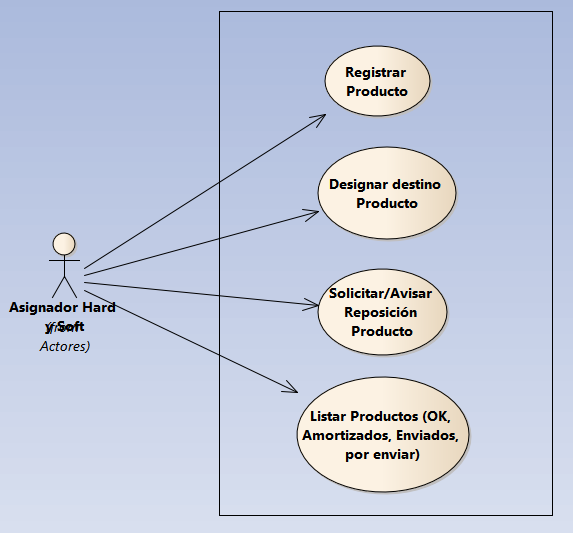 Registrar
Producto
Designar destino
Producto
Solicitar/Avisar
Reposición
Producto
Listar Productos (OK,
Amortizados, Enviados,
por enviar)
Asignador Hard
y Soft
(from
Actores)